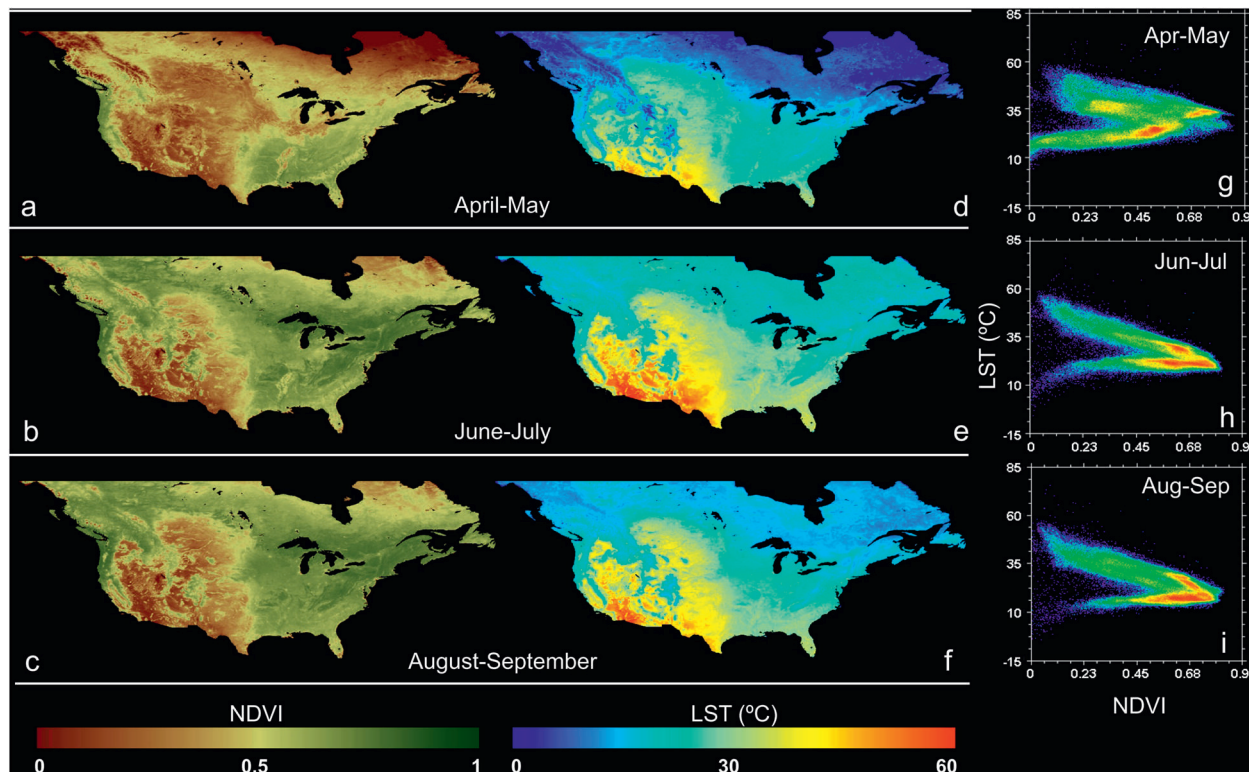 a
April-May
d
b
June-July
e
c
August-September
f
NDVI
0 0.5 1
LST (ºC)
0 30 60
Apr-May
85
60
35
10
-15
g
0 0.23 0.45 0.68 0.9
Jun-Jul
85
60
35
10
-15
h
0 0.23 0.45 0.68 0.9
LST (ºC)
Aug-Sep
85
60
35
10
-15
i
0 0.23 0.45 0.68 0.9
NDVI